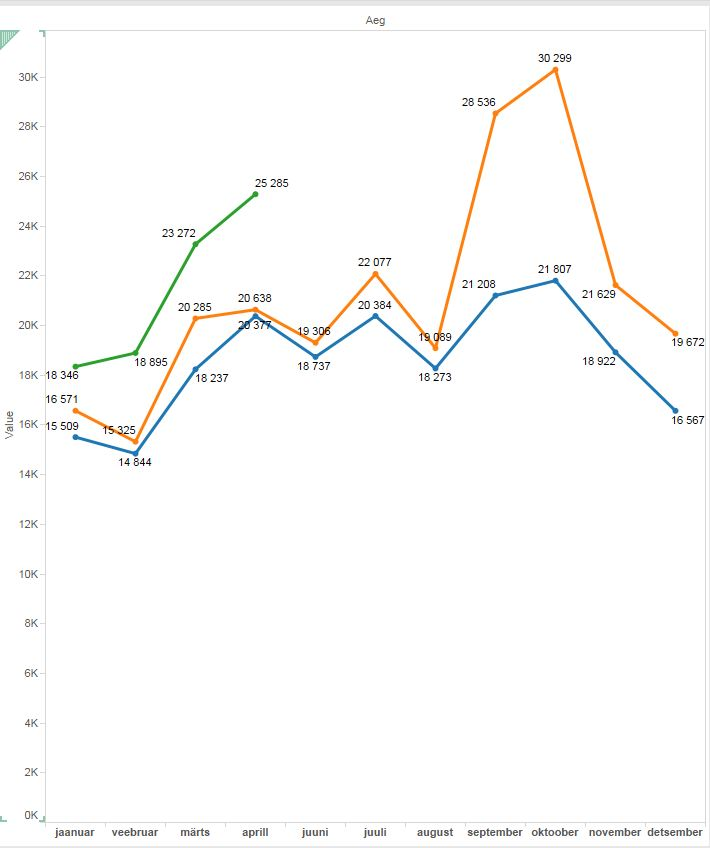 Aeg
30 299
30K
28 536
28K
26K
25 285
24K
23 272
22 077
22K
21 807
21 208
21 629
20 638
20 285
20 384
20K
20 377
19 306
19 089
19 672
18 895
18 737
18 922
18 346
18K
18 237
18 273
16 571
16 567
16K
15 509
15 325
14 844
Value
14K
12K
10K
8K
6K
4K
2K
0K
jaanuar veebruar märts aprill juuni juuli august september oktoober november detsember